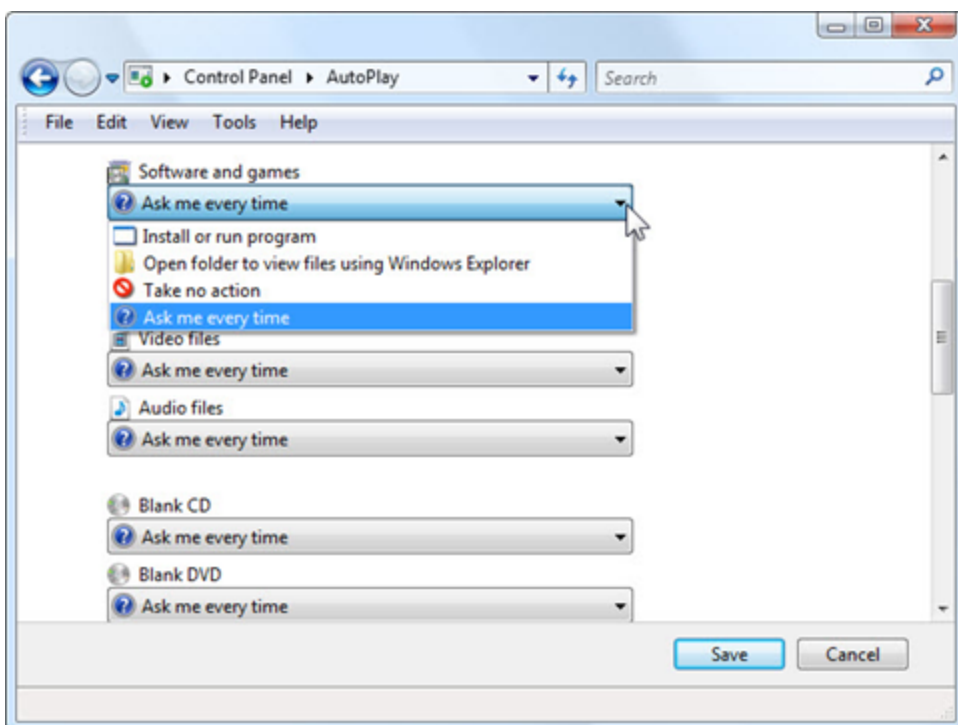 Control Panel ▸ AutoPlay
Search
File Edit View Tools Help
Software and games
Ask me every time
Install or run program
Open folder to view files using Windows Explorer
Take no action
Ask me every time
Video files
Ask me every time
Audio files
Ask me every time
Blank CD
Ask me every time
Blank DVD
Ask me every time
Save Cancel